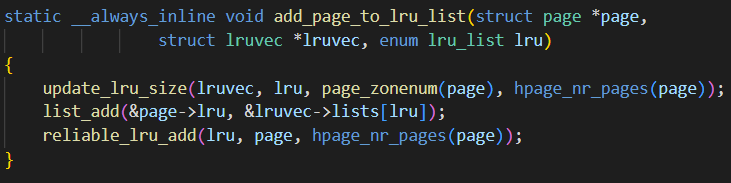 static __always_inline void add_page_to_lru_list(struct page *page,
                struct lruvec *lruvec, enum lru_list lru)
{
    update_lru_size(lruvec, lru, page_zonenum(page), hpage_nr_pages(page));
    list_add(&page->lru, &lruvec->lists[lru]);
    reliable_lru_add(lru, page, hpage_nr_pages(page));
}